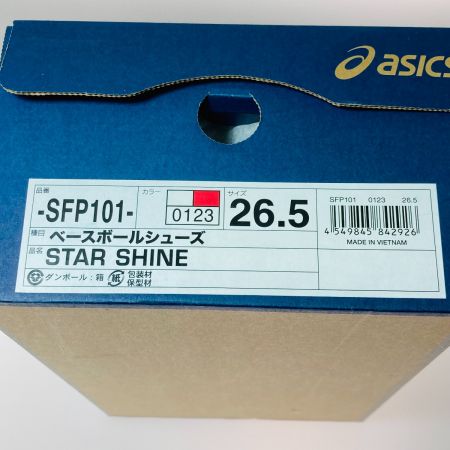 asics
品番
-SFP101-
カラー
0123
サイズ
26.5
SFP101 0123 26.5
4 549845 842926
MADE IN VIETNAM
種目 ベースボールシューズ
品名 STAR SHINE
ダンボール：箱 紙 包装材
保型材